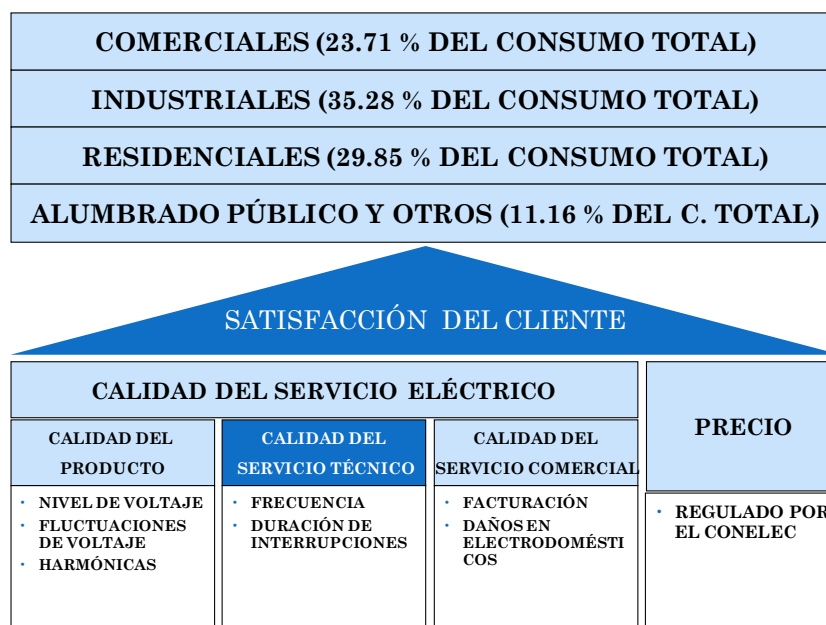 COMERCIALES (23.71 % DEL CONSUMO TOTAL)
INDUSTRIALES (35.28 % DEL CONSUMO TOTAL)
RESIDENCIALES (29.85 % DEL CONSUMO TOTAL)
ALUMBRADO PÚBLICO Y OTROS (11.16 % DEL C. TOTAL)
SATISFACCIÓN DEL CLIENTE
CALIDAD DEL SERVICIO ELÉCTRICO
CALIDAD DEL
PRODUCTO
• NIVEL DE VOLTAJE
• FLUCTUACIONES
DE VOLTAJE
• HARMÓNICAS
CALIDAD DEL
SERVICIO TÉCNICO
• FRECUENCIA
• DURACIÓN DE
INTERRUPCIONES
CALIDAD DEL
SERVICIO COMERCIAL
• FACTURACIÓN
• DAÑOS EN
ELECTRODOMÉSTI
COS
PRECIO
• REGULADO POR
EL CONELEC